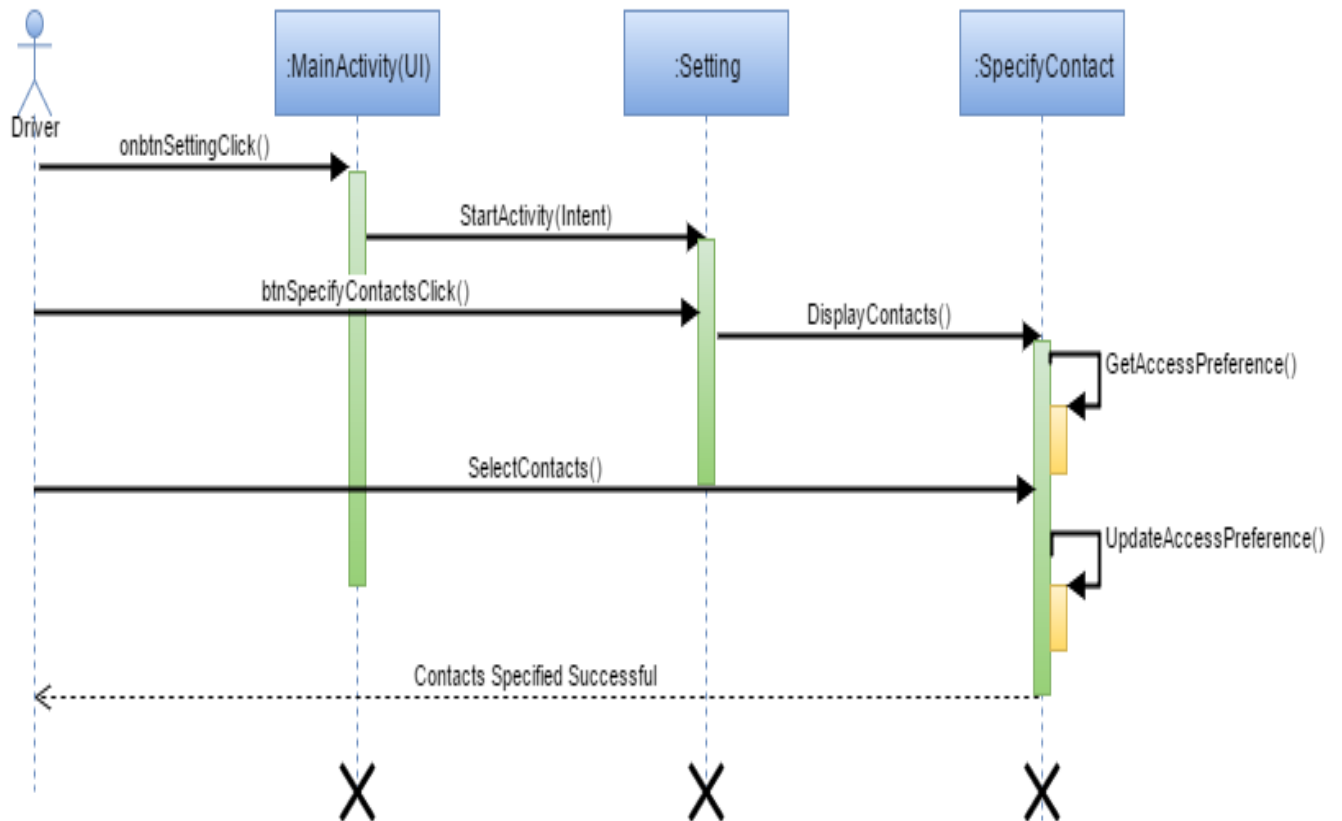 :MainActivity(UI)
:Setting
:SpecifyContact
Driver
onbtnSettingClick()
StartActivity(Intent)
btnSpecifyContactsClick()
DisplayContacts()
GetAccessPreference()
SelectContacts()
UpdateAccessPreference()
Contacts Specified Successful